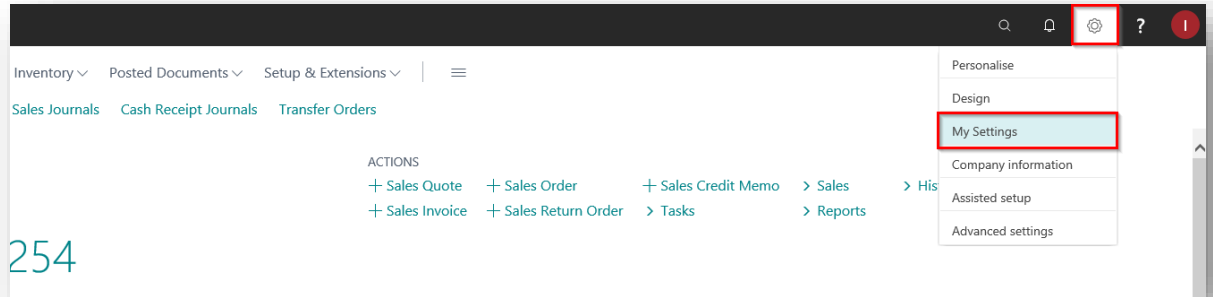 ? I
Inventory Posted Documents Setup & Extensions
Sales Journals Cash Receipt Journals Transfer Orders
Personalise
Design
My Settings
Company information
Assisted setup
Advanced settings
ACTIONS
+ Sales Quote + Sales Order + Sales Credit Memo > Sales > His
+ Sales Invoice + Sales Return Order > Tasks > Reports
254